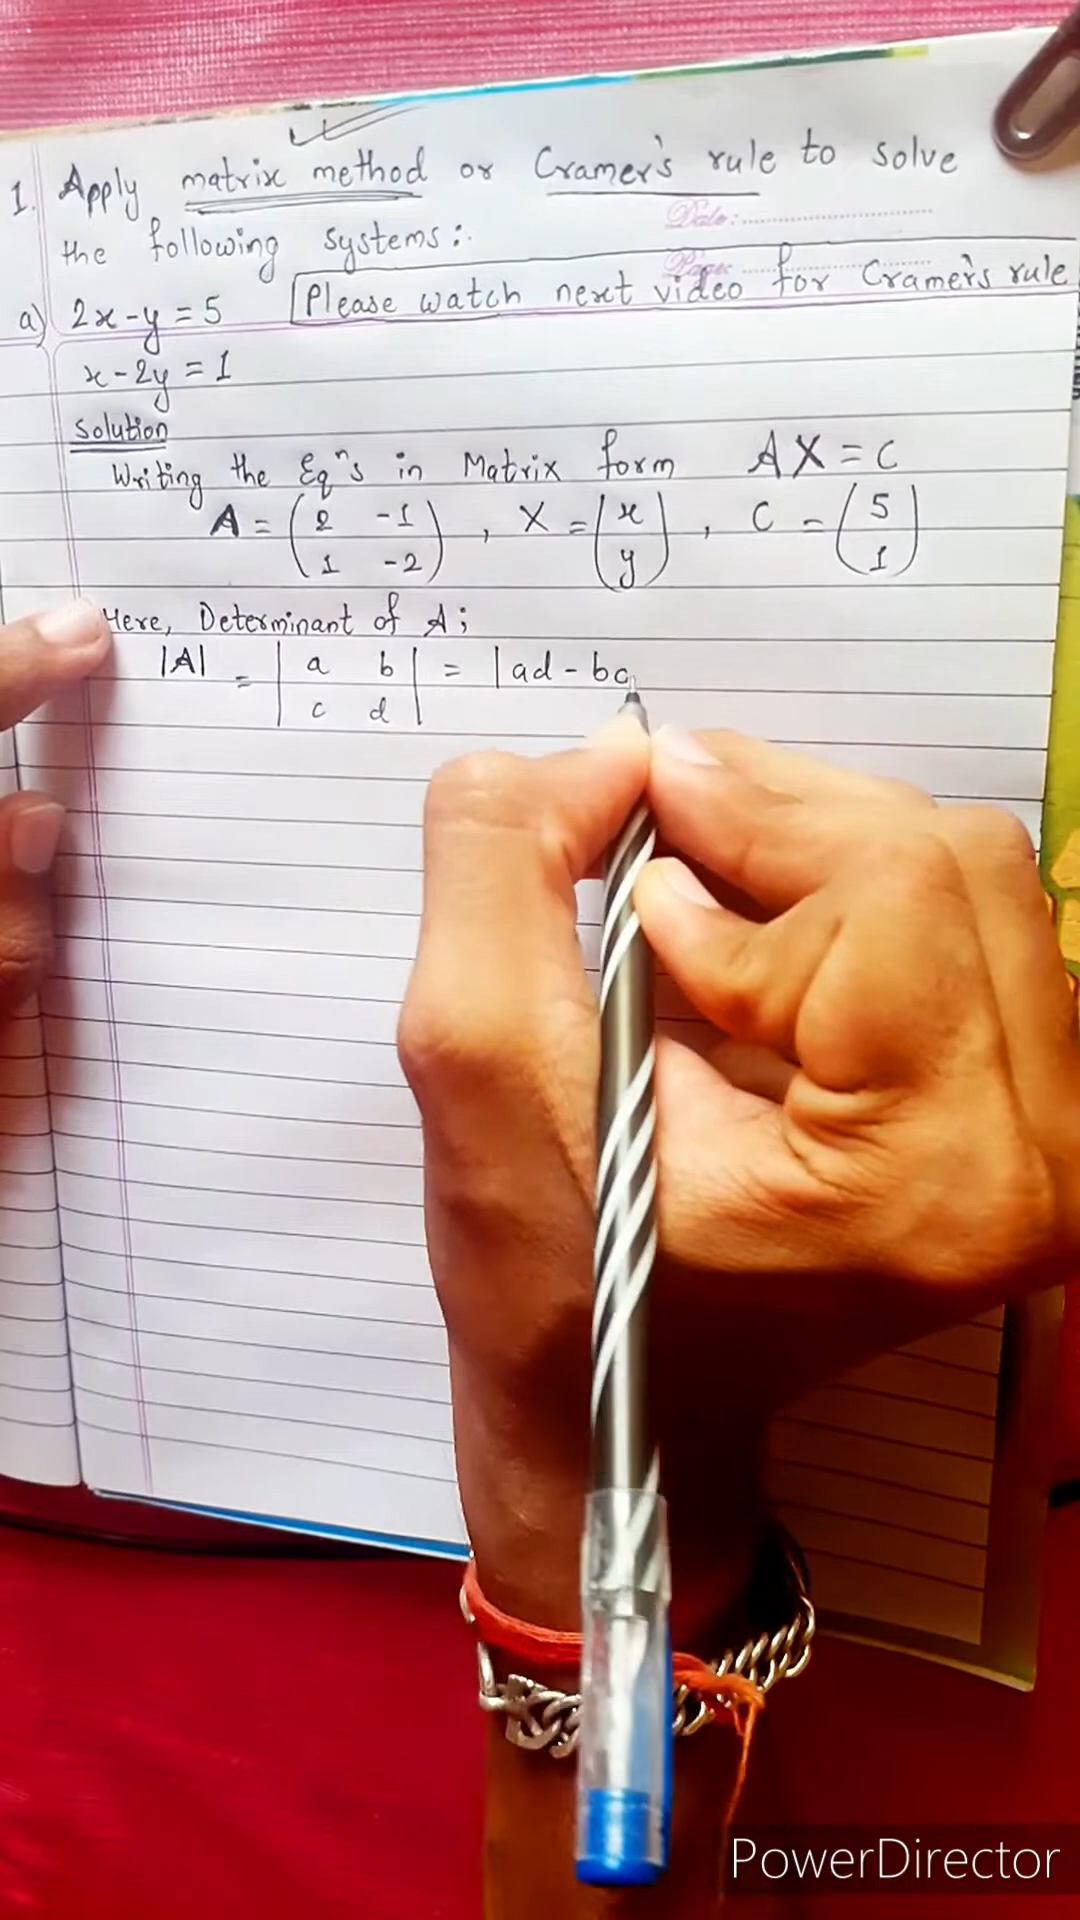 1. Apply matrix method or Cramer's rule to solve
Date:
the following systems:
Page:
a) 2x-y = 5 Please watch next video for Cramer's rule
x-2y = 1
Solution
Writing the Eqⁿ's in Matrix form AX = C
A = (2 -1 , X = (x , C = (5
1 -2) y) 1)
Here, Determinant of A;
|A| = | a b | = | ad - bc
c d
PowerDirector